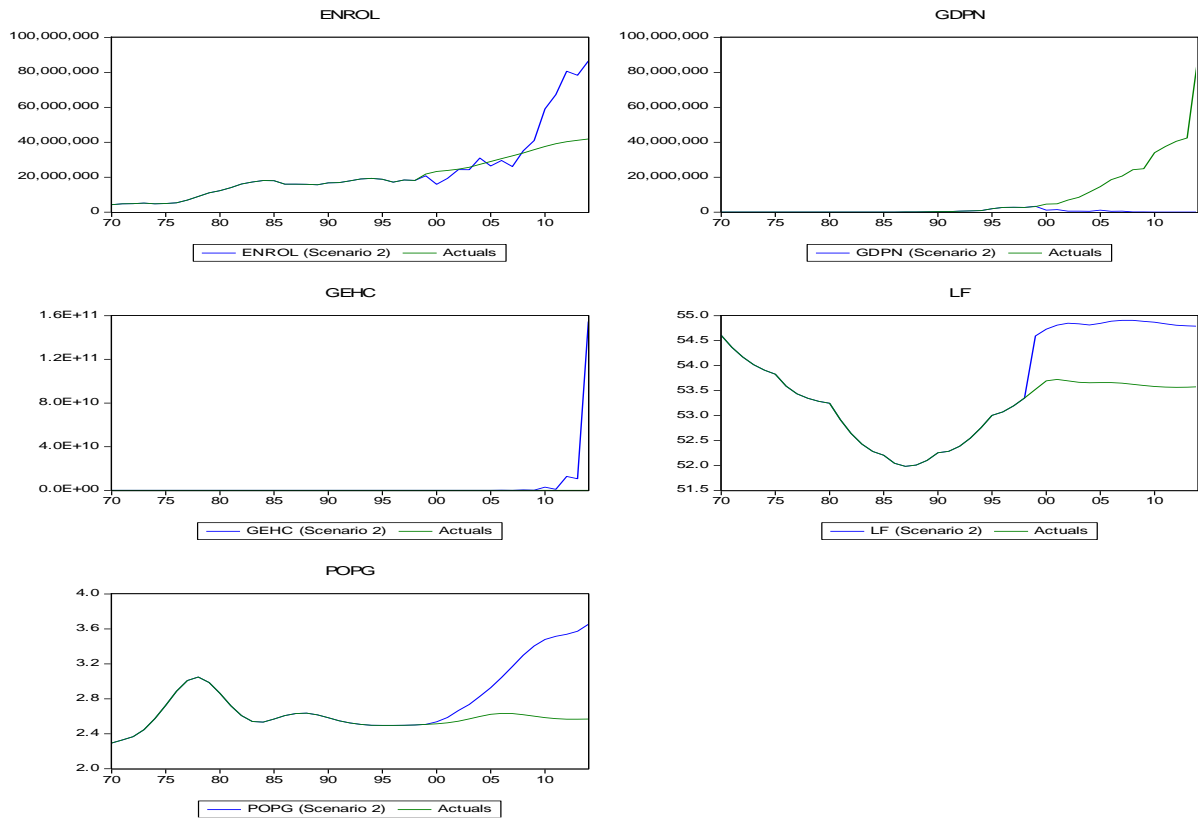 ENROL
100,000,000
80,000,000
60,000,000
40,000,000
20,000,000
0
70 75 80 85 90 95 00 05 10
ENROL (Scenario 2) Actuals
GDPN
100,000,000
80,000,000
60,000,000
40,000,000
20,000,000
0
70 75 80 85 90 95 00 05 10
GDPN (Scenario 2) Actuals
GEHC
1.6E+11
1.2E+11
8.0E+10
4.0E+10
0.0E+00
70 75 80 85 90 95 00 05 10
GEHC (Scenario 2) Actuals
LF
55.0
54.5
54.0
53.5
53.0
52.5
52.0
51.5
70 75 80 85 90 95 00 05 10
LF (Scenario 2) Actuals
POPG
4.0
3.6
3.2
2.8
2.4
2.0
70 75 80 85 90 95 00 05 10
POPG (Scenario 2) Actuals